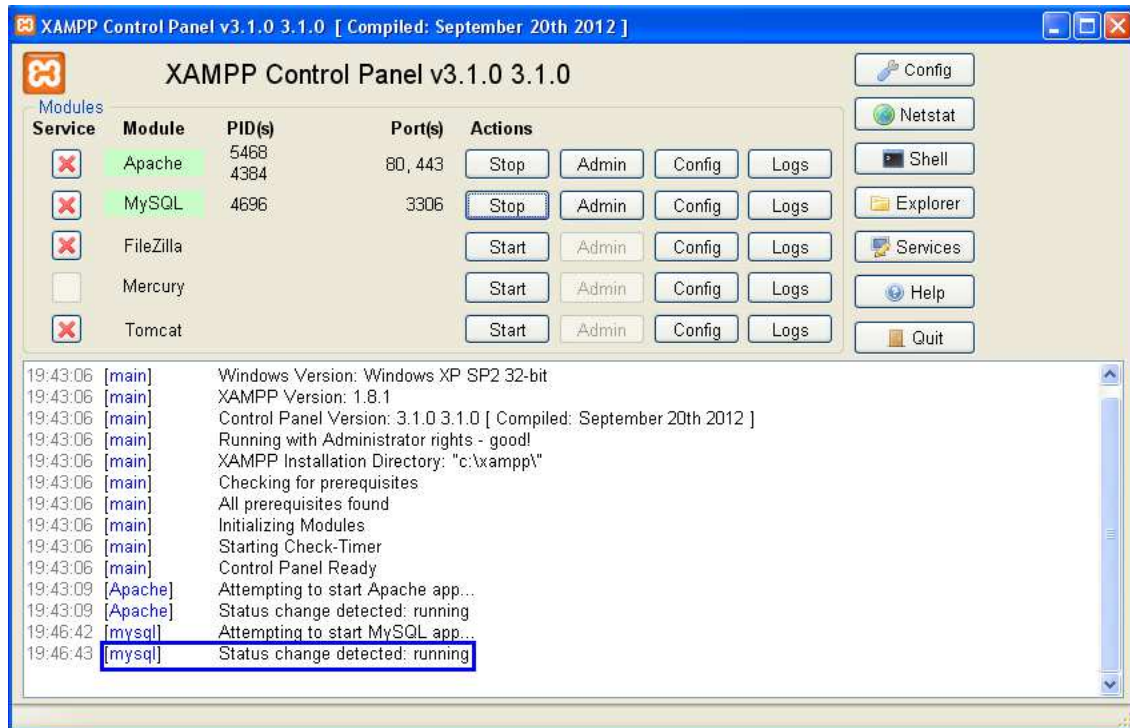 XAMPP Control Panel v3.1.0 3.1.0 [ Compiled: September 20th 2012 ]
XAMPP Control Panel v3.1.0 3.1.0
Config
Modules
Service Module PID(s) Port(s) Actions
Netstat
Apache 5468 80, 443 Stop Admin Config Logs
4384
Shell
MySQL 4696 3306 Stop Admin Config Logs
Explorer
FileZilla Start Admin Config Logs
Services
Mercury Start Admin Config Logs
Help
Tomcat Start Admin Config Logs
Quit
19:43:06 [main] Windows Version: Windows XP SP2 32-bit
19:43:06 [main] XAMPP Version: 1.8.1
19:43:06 [main] Control Panel Version: 3.1.0 3.1.0 [ Compiled: September 20th 2012 ]
19:43:06 [main] Running with Administrator rights - good!
19:43:06 [main] XAMPP Installation Directory: "c:\xampp\"
19:43:06 [main] Checking for prerequisites
19:43:06 [main] All prerequisites found
19:43:06 [main] Initializing Modules
19:43:06 [main] Starting Check-Timer
19:43:06 [main] Control Panel Ready
19:43:09 [Apache] Attempting to start Apache app...
19:43:09 [Apache] Status change detected: running
19:46:42 [mysql] Attempting to start MySQL app...
19:46:43 [mysql] Status change detected: running